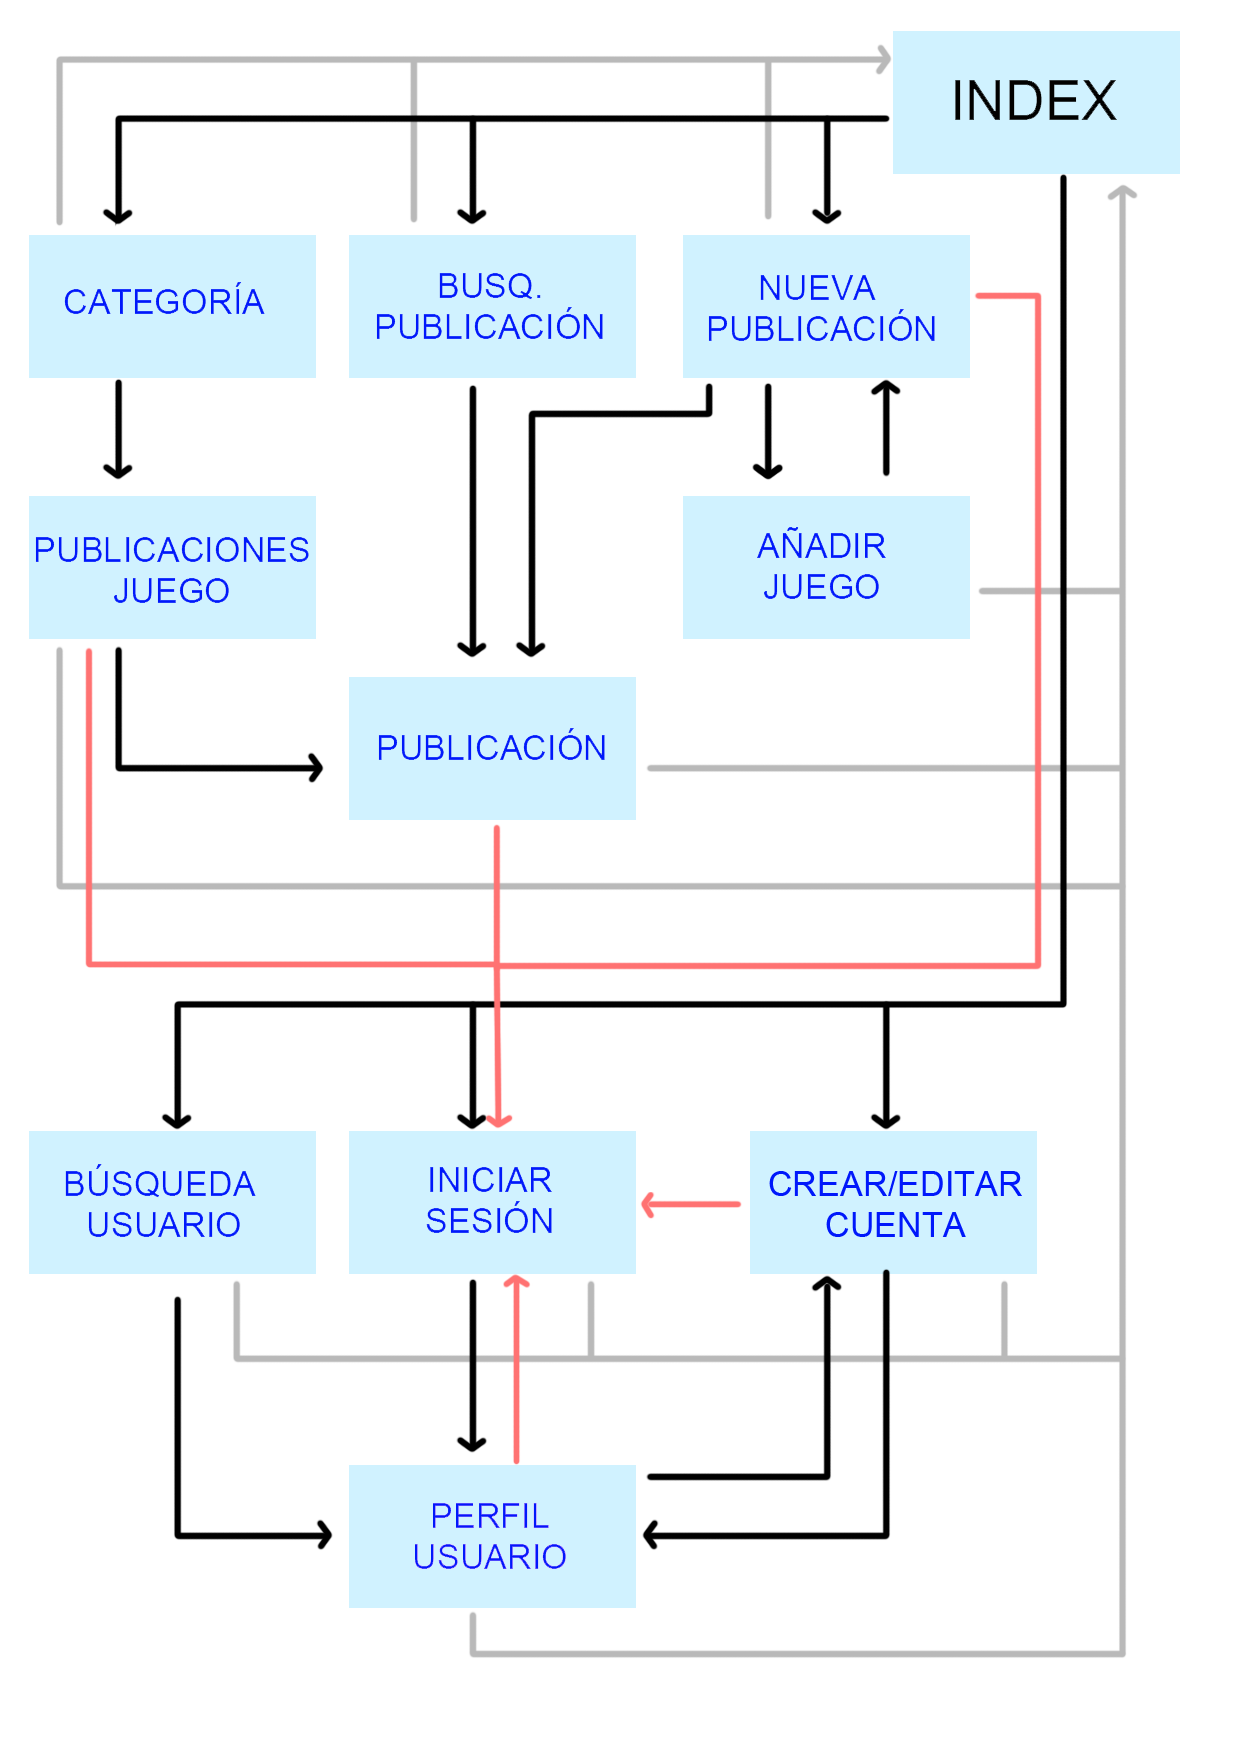 INDEX
CATEGORÍA
BUSQ.
PUBLICACIÓN
NUEVA
PUBLICACIÓN
PUBLICACIONES
JUEGO
AÑADIR
JUEGO
PUBLICACIÓN
BÚSQUEDA
USUARIO
INICIAR
SESIÓN
CREAR/EDITAR
CUENTA
PERFIL
USUARIO